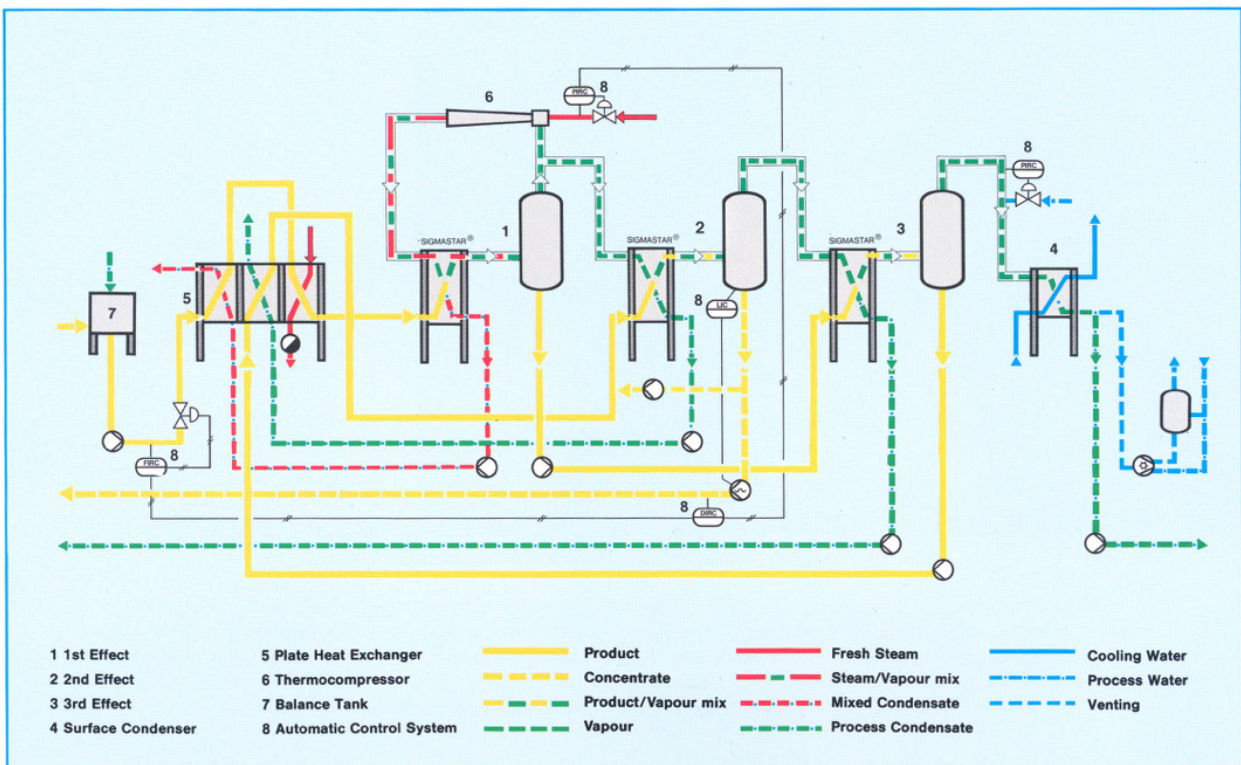 6
PIRC
8
8
PIRC
SIGMASTAR®
1
SIGMASTAR®
2
SIGMASTAR®
3
4
5
7
8
LIC
FIRC
8
8
DIRC
1 1st Effect
2 2nd Effect
3 3rd Effect
4 Surface Condenser
5 Plate Heat Exchanger
6 Thermocompressor
7 Balance Tank
8 Automatic Control System
Product
Concentrate
Product/Vapour mix
Vapour
Fresh Steam
Steam/Vapour mix
Mixed Condensate
Process Condensate
Cooling Water
Process Water
Venting